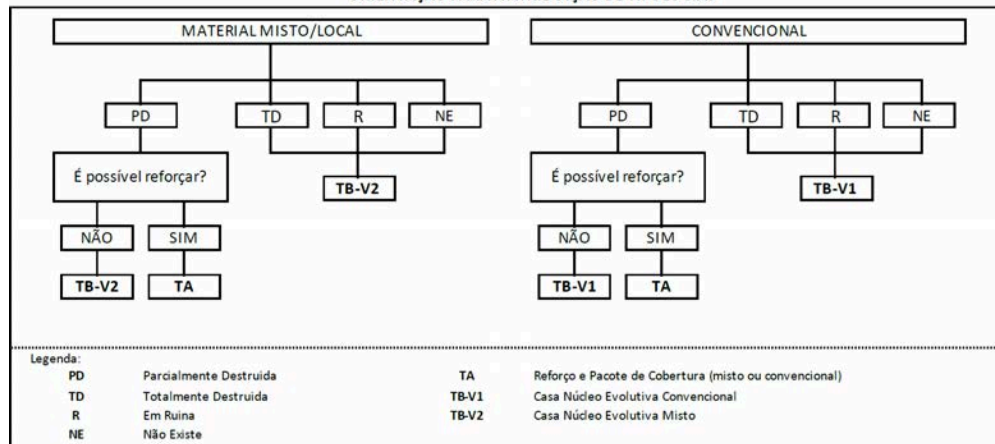 MATERIAL MISTO/LOCAL
PD
TD
R
NE
É possível reforçar?
TB-V2
NÃO
SIM
TB-V2
TA
CONVENCIONAL
PD
TD
R
NE
É possível reforçar?
TB-V1
NÃO
SIM
TB-V1
TA
Legenda:
PD Parcialmente Destruida
TD Totalmente Destruida
R Em Ruina
NE Não Existe
TA Reforço e Pacote de Cobertura (misto ou convencional)
TB-V1 Casa Núcleo Evolutiva Convencional
TB-V2 Casa Núcleo Evolutiva Misto